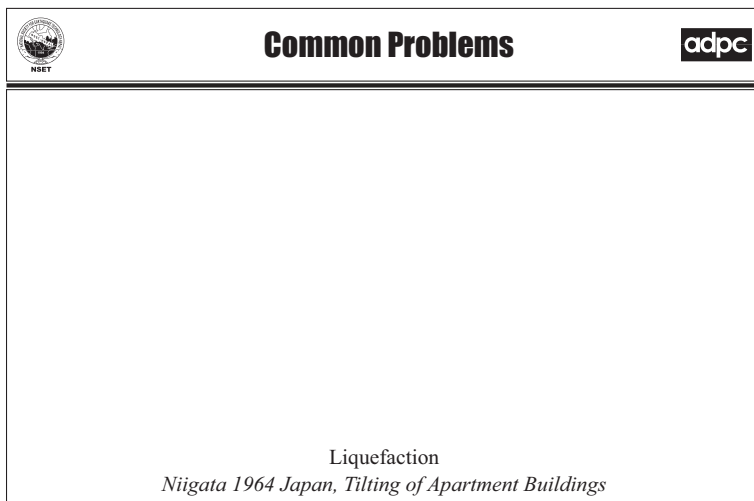 NSET
Common Problems
adpc
Liquefaction
Niigata 1964 Japan, Tilting of Apartment Buildings